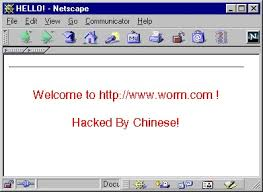 HELLO! - Netscape
File Edit View Go Communicator Help
N
Welcome to http://www.worm.com !
Hacked By Chinese!